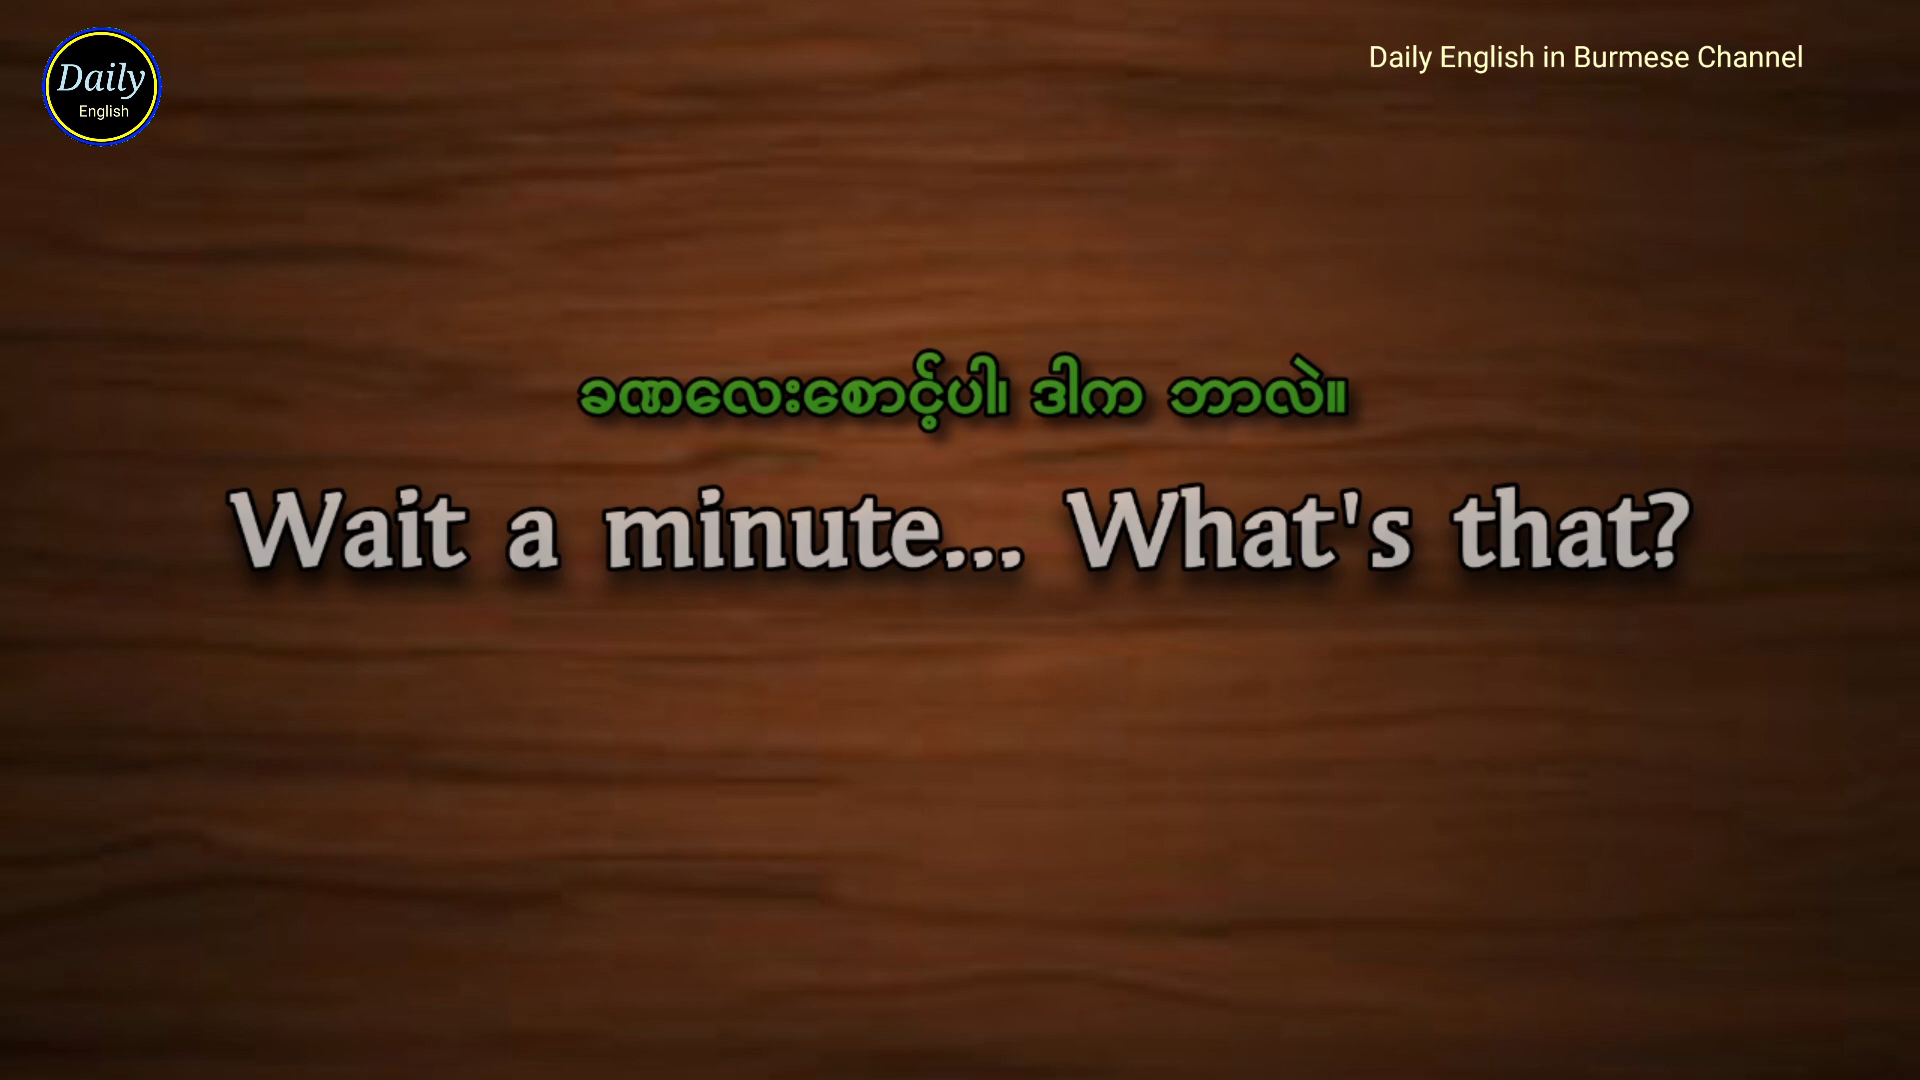 Daily
English
Daily English in Burmese Channel
ခဏလေးစောင့်ပါ၊ ဒါက ဘာလဲ။
Wait a minute... What's that?